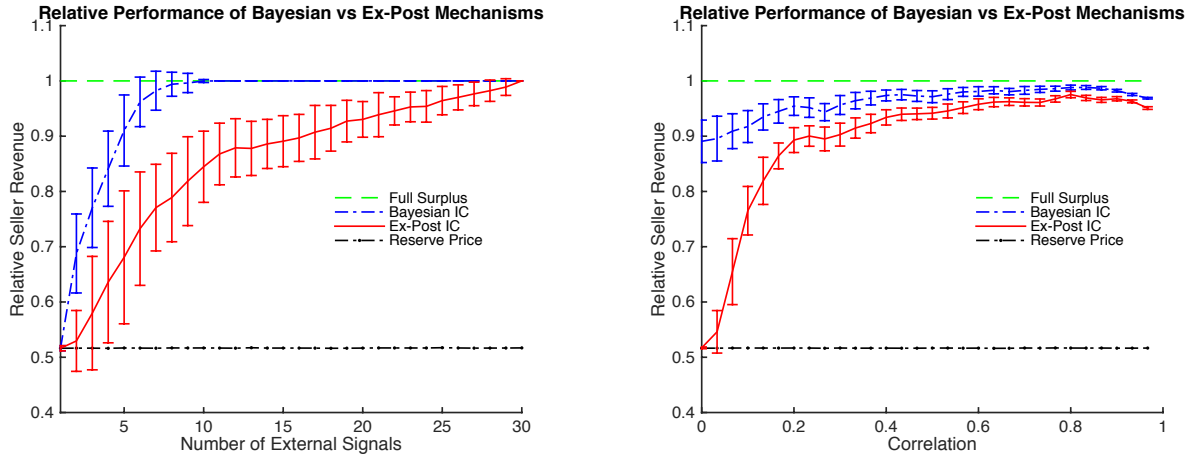 Relative Performance of Bayesian vs Ex-Post Mechanisms
1.1
1
0.9
0.8
0.7
0.6
0.5
0.4
Relative Seller Revenue
Full Surplus
Bayesian IC
Ex-Post IC
Reserve Price
5
10
15
20
25
30
Number of External Signals
Relative Performance of Bayesian vs Ex-Post Mechanisms
1.1
1
0.9
0.8
0.7
0.6
0.5
0.4
Relative Seller Revenue
Full Surplus
Bayesian IC
Ex-Post IC
Reserve Price
0
0.2
0.4
0.6
0.8
1
Correlation